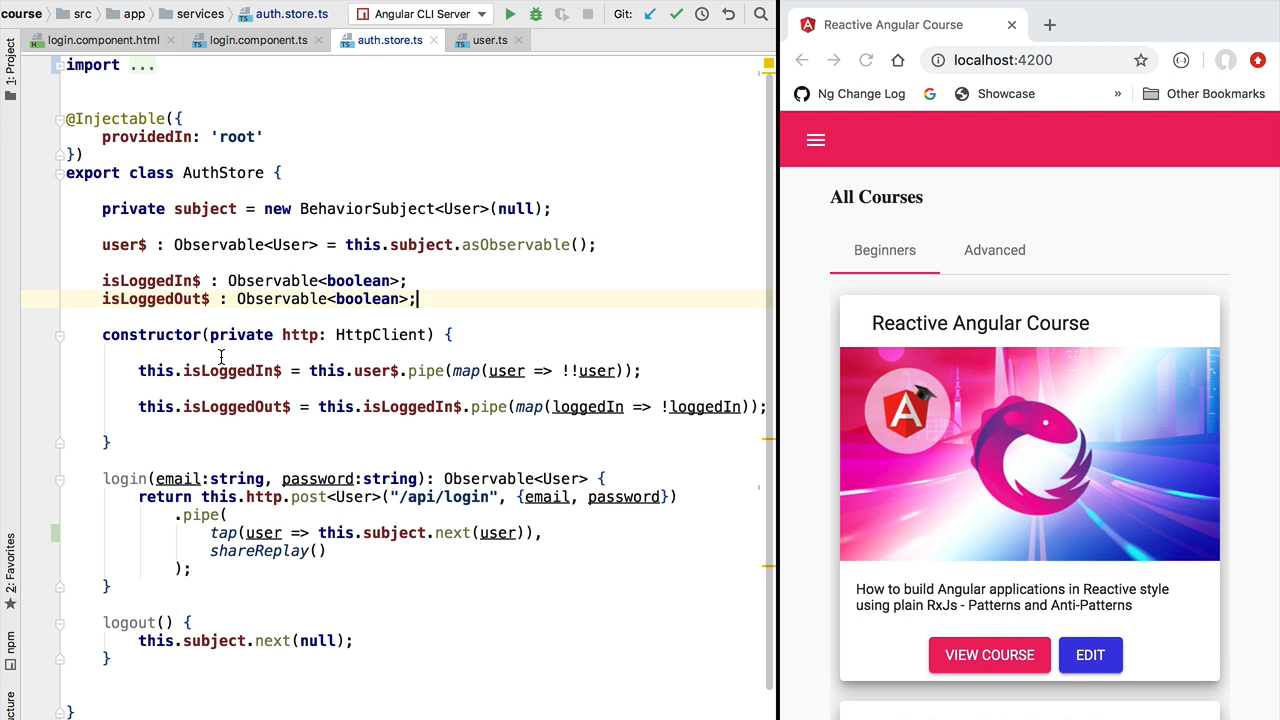 course src app services auth.store.ts Angular CLI Server Git:
login.component.html login.component.ts auth.store.ts user.ts
1: Project
2: Favorites
npm
ucture
import ...
@Injectable({
providedIn: 'root'
})
export class AuthStore {
private subject = new BehaviorSubject<User>(null);
user$ : Observable<User> = this.subject.asObservable();
isLoggedIn$ : Observable<boolean>;
isLoggedOut$ : Observable<boolean>;
constructor(private http: HttpClient) {
this.isLoggedIn$ = this.user$.pipe(map(user => !!user));
this.isLoggedOut$ = this.isLoggedIn$.pipe(map(loggedIn => !loggedIn));
}
login(email:string, password:string): Observable<User> {
return this.http.post<User>("/api/login", {email, password})
.pipe(
tap(user => this.subject.next(user)),
shareReplay()
);
}
logout() {
this.subject.next(null);
}
}
Reactive Angular Course
localhost:4200
Ng Change Log Showcase » Other Bookmarks
All Courses
Beginners Advanced
Reactive Angular Course
How to build Angular applications in Reactive style
using plain RxJs - Patterns and Anti-Patterns
VIEW COURSE EDIT